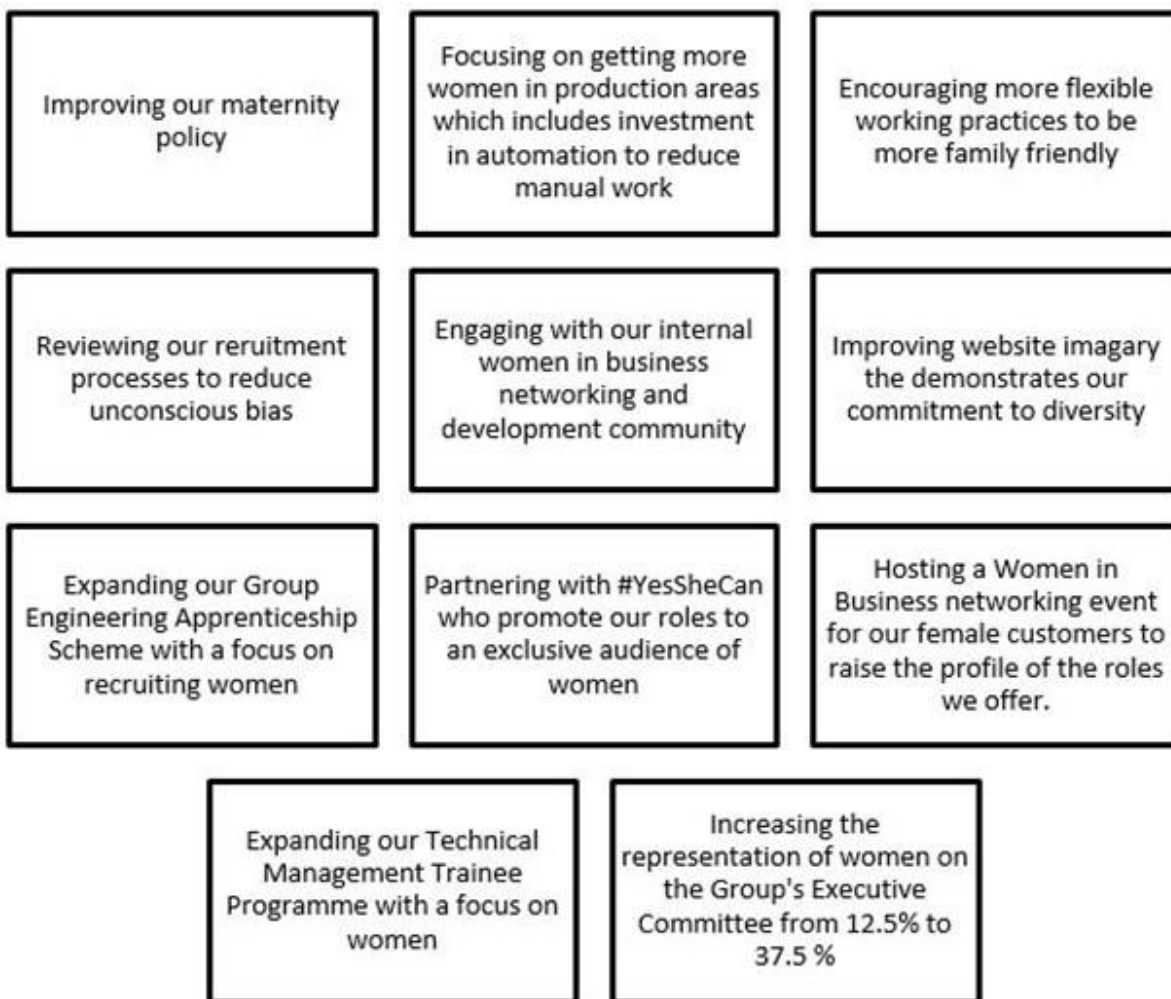 Improving our maternity
policy
Focusing on getting more
women in production areas
which includes investment
in automation to reduce
manual work
Encouraging more flexible
working practices to be
more family friendly
Reviewing our reruitment
processes to reduce
unconscious bias
Engaging with our internal
women in business
networking and
development community
Improving website imagary
the demonstrates our
commitment to diversity
Expanding our Group
Engineering Apprenticeship
Scheme with a focus on
recruiting women
Partnering with #YesSheCan
who promote our roles to
an exclusive audience of
women
Hosting a Women in
Business networking event
for our female customers to
raise the profile of the roles
we offer.
Expanding our Technical
Management Trainee
Programme with a focus on
women
Increasing the
representation of women on
the Group's Executive
Committee from 12.5% to
37.5 %